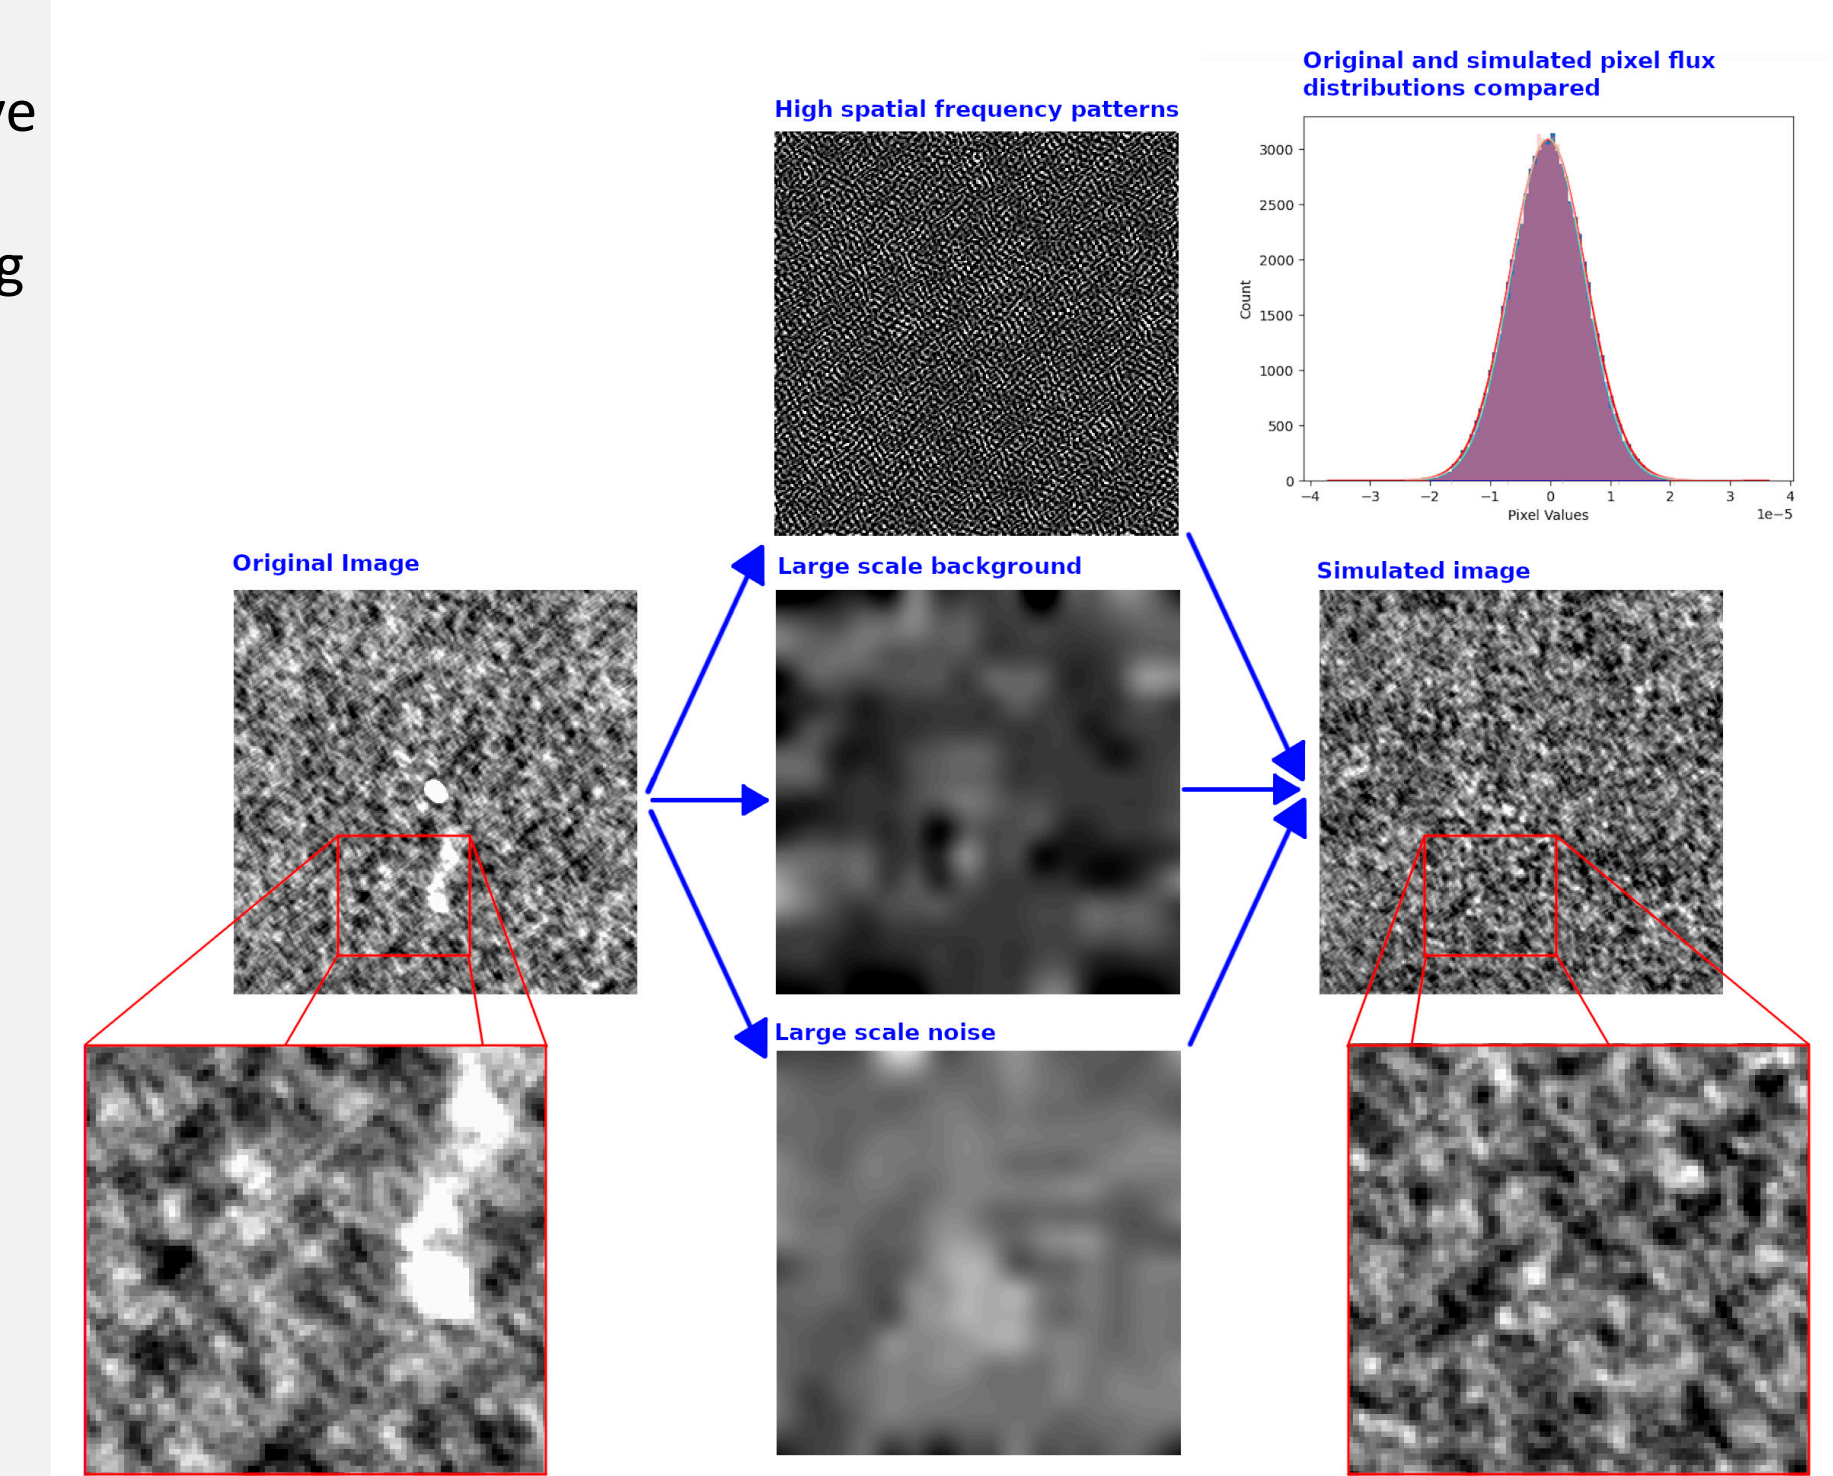 ve
g
Original and simulated pixel flux
distributions compared
High spatial frequency patterns
3000
2500
2000
1500
1000
500
0
Count
−4 −3 −2 −1 0 1 2 3 4
Pixel Values
1e−5
Original Image
Large scale background
Simulated image
Large scale noise